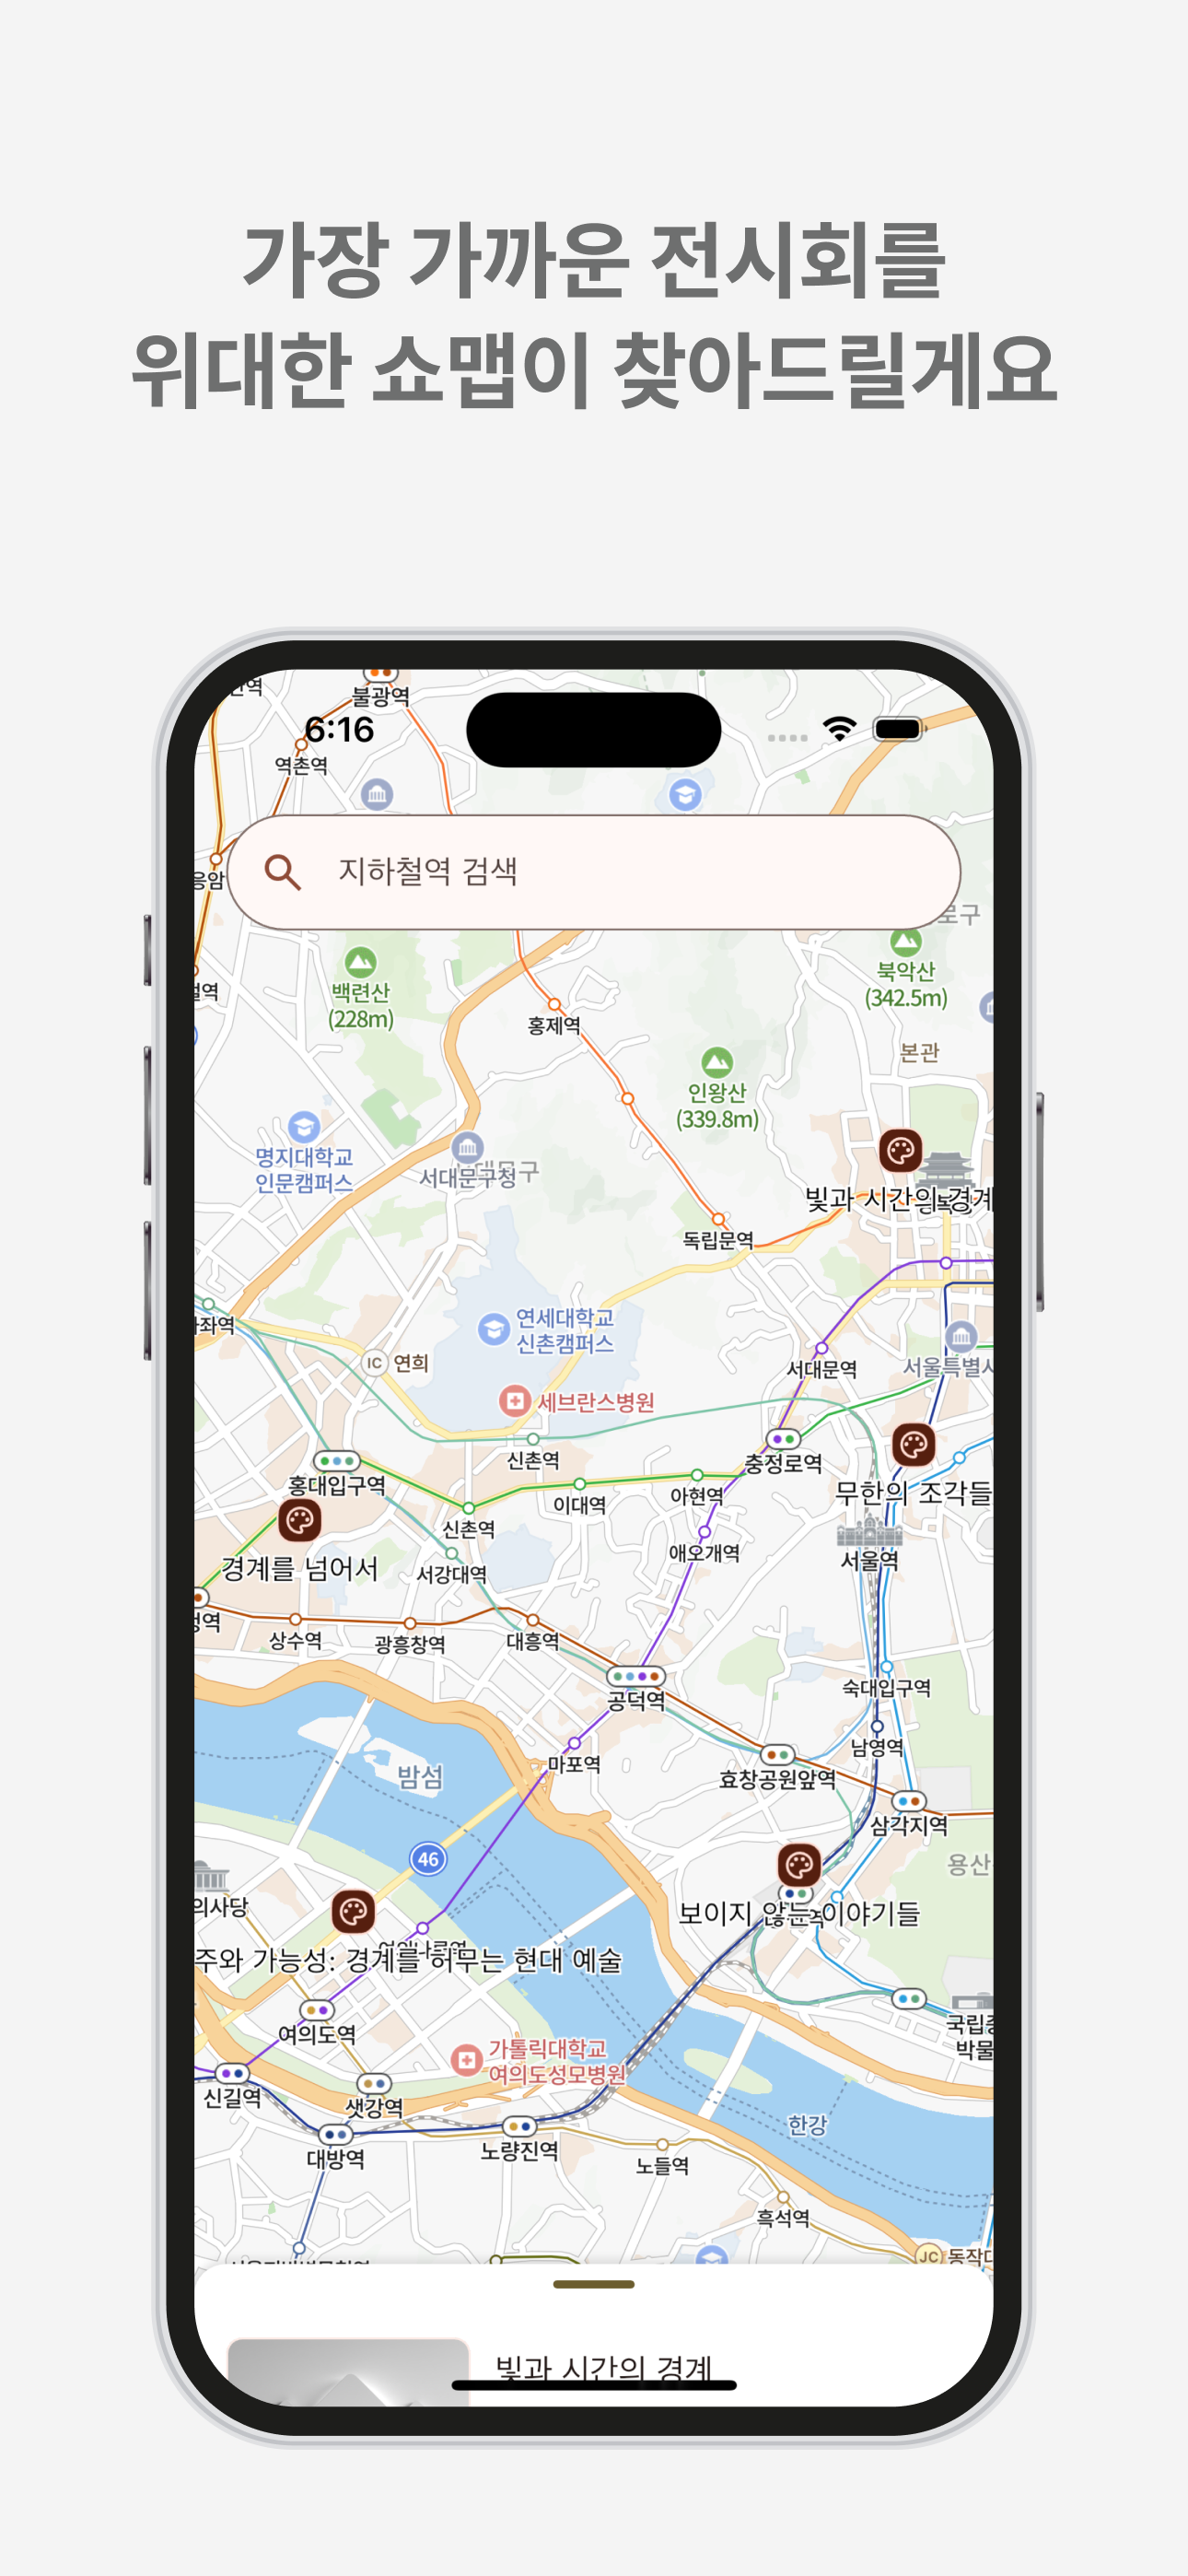 가장 가까운 전시회를
위대한 쇼맵이 찾아드릴게요
불광역
6:16
역촌역
지하철역 검색
응암
로구
백련산
(228m)
북악산
(342.5m)
홍제역
본관
인왕산
(339.8m)
명지대학교
인문캠퍼스
서대문구청
빛과 시간의 경계
독립문역
연세대학교
신촌캠퍼스
좌역
IC 연희
서대문역
서울특별시
세브란스병원
충정로역
신촌역
홍대입구역
이대역
아현역
무한의 조각들
신촌역
애오개역
서울역
경계를 넘어서
서강대역
정역
상수역
광흥창역
대흥역
공덕역
숙대입구역
남영역
마포역
효창공원앞역
밤섬
삼각지역
46
용산
의사당
보이지 않는 이야기들
주와 가능성: 경계를 허무는 현대 예술
여의도역
국립중
박물
가톨릭대학교
여의도성모병원
신길역
샛강역
한강
대방역
노량진역
노들역
흑석역
JC 동작대
빛과 시간의 경계